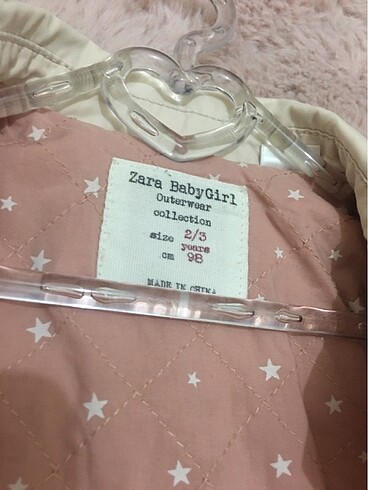 Zara BabyGirl
Outerwear
collection
size 2/3
years
cm 98
MADE IN CHINA